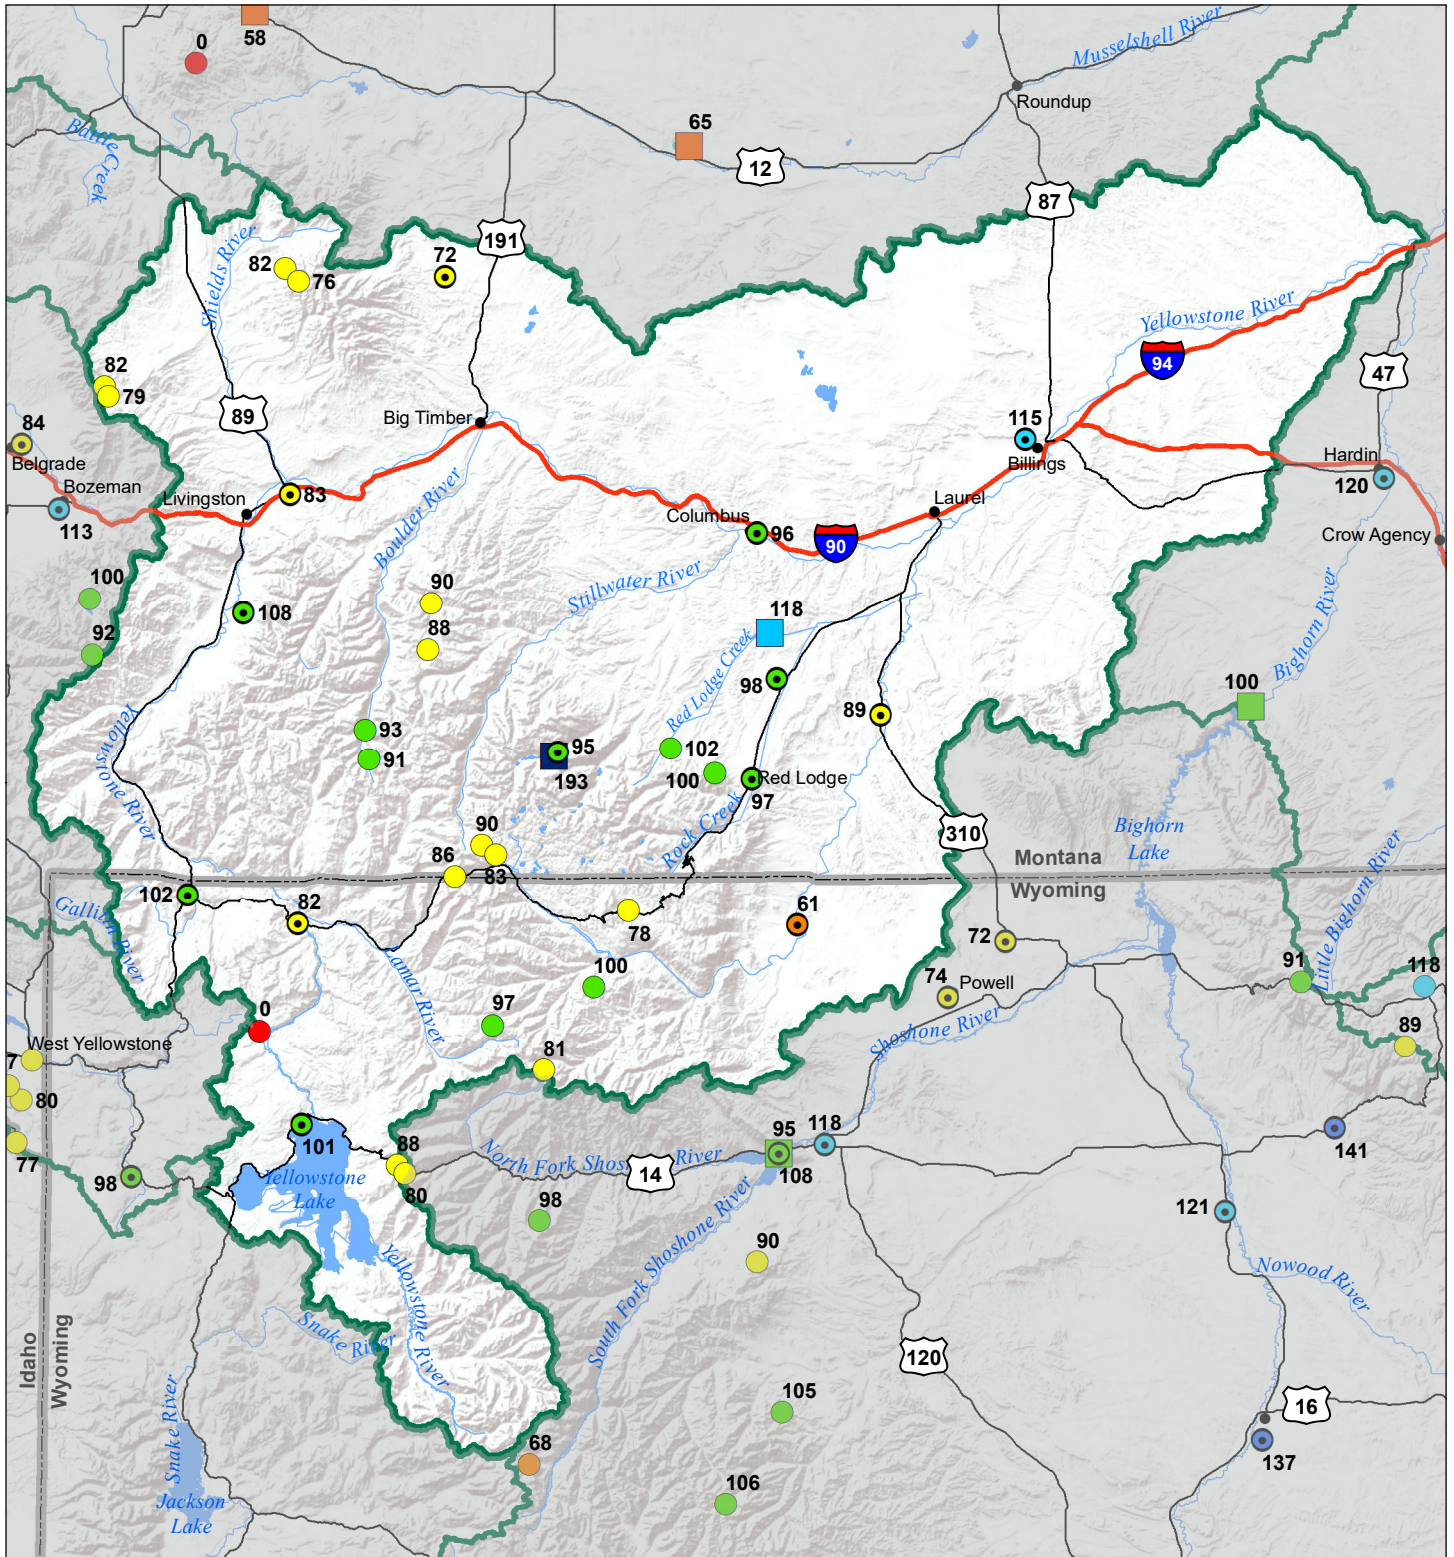 58
0
Musselshell River
Roundup
65
12
Battle Creek
87
191
Shields River
82
76
72
Yellowstone River
94
47
82
79
89
Big Timber
115
Billings
84
Belgrade
Bozeman
113
Livingston
83
Hardin
120
Laurel
Columbus
96
90
Crow Agency
Boulder River
Stillwater River
100
92
108
90
88
118
Red Lodge Creek
98
89
Bighorn River
100
Yellowstone River
93
91
95
193
102
100
Red Lodge
97
Rock Creek
310
Bighorn
Lake
90
83
86
Montana
Wyoming
Little Bighorn River
102
82
78
61
72
Gallatin River
Lamar River
100
97
74
Powell
91
118
0
West Yellowstone
81
Shoshone River
89
7
80
77
101
88
80
North Fork Shoshone River
14
95
108
118
141
98
Yellowstone
Lake
98
South Fork Shoshone River
90
121
Nowood River
Yellowstone River
Snake River
Idaho
Wyoming
120
Snake River
105
16
137
68
106
Jackson
Lake